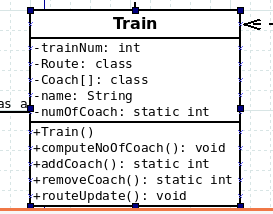 Train
-trainNum: int
-Route: class
-Coach[]: class
-name: String
as a
-numOfCoach: static int
+Train()
+computeNoOfCoach(): void
+addCoach(): static int
+removeCoach(): static int
+routeUpdate(): void